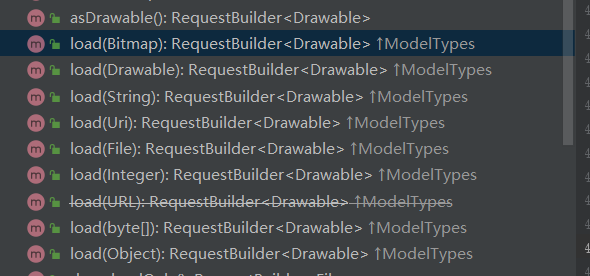 m asDrawable(): RequestBuilder<Drawable>
m load(Bitmap): RequestBuilder<Drawable> ↑ModelTypes
m load(Drawable): RequestBuilder<Drawable> ↑ModelTypes
m load(String): RequestBuilder<Drawable> ↑ModelTypes
m load(Uri): RequestBuilder<Drawable> ↑ModelTypes
m load(File): RequestBuilder<Drawable> ↑ModelTypes
m load(Integer): RequestBuilder<Drawable> ↑ModelTypes
m load(URL): RequestBuilder<Drawable> ↑ModelTypes
m load(byte[]): RequestBuilder<Drawable> ↑ModelTypes
m load(Object): RequestBuilder<Drawable> ↑ModelTypes